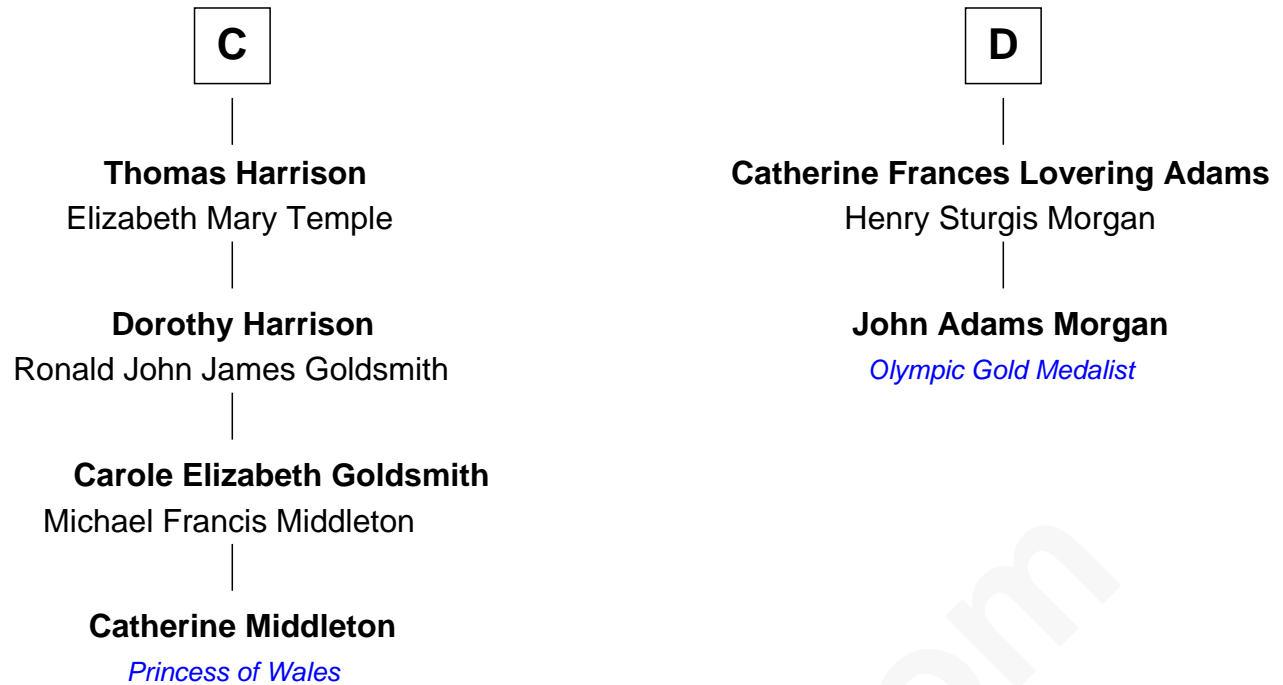 C
Thomas Harrison
Elizabeth Mary Temple
Dorothy Harrison
Ronald John James Goldsmith
Carole Elizabeth Goldsmith
Michael Francis Middleton
Catherine Middleton
Princess of Wales
D
Catherine Frances Lovering Adams
Henry Sturgis Morgan
John Adams Morgan
Olympic Gold Medalist
om